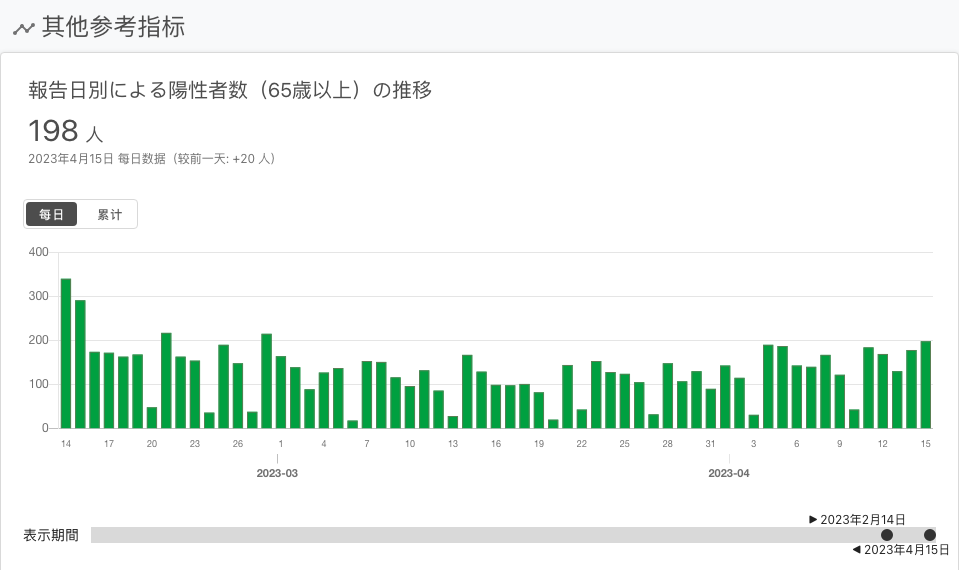 其他参考指标
報告日別による陽性者数（65歳以上）の推移
198 人
2023年4月15日 每日数据（较前一天: +20 人）
每日 累计
400
300
200
100
0
14 17 20 23 26 1 4 7 10 13 16 19 22 25 28 31 3 6 9 12 15
2023-03 2023-04
▶ 2023年2月14日
表示期間
◀ 2023年4月15日